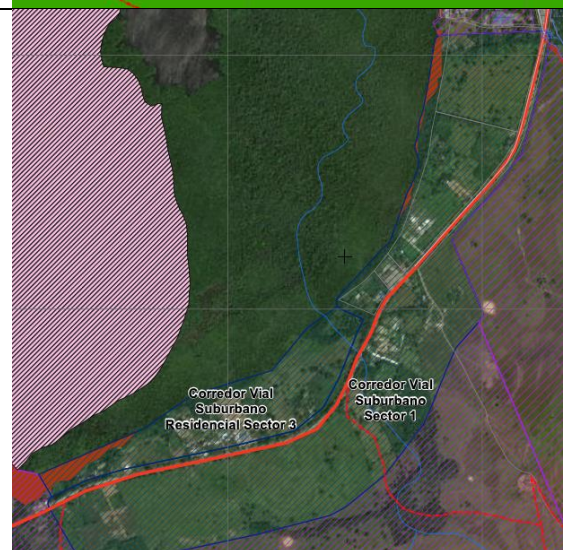 Corredor Vial
Suburbano
Residencial Sector 3
Corredor Vial
Suburbano
Sector 1